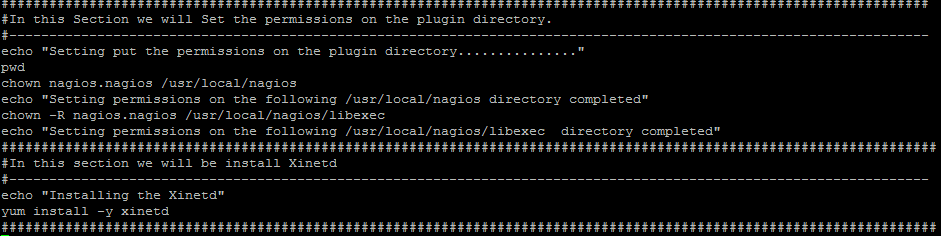 #####################################################################################################################
#In this Section we will Set the permissions on the plugin directory.
#--------------------------------------------------------------------------------------------------------------------
echo "Setting put the permissions on the plugin directory..............."
pwd
chown nagios.nagios /usr/local/nagios
echo "Setting permissions on the following /usr/local/nagios directory completed"
chown -R nagios.nagios /usr/local/nagios/libexec
echo "Setting permissions on the following /usr/local/nagios/libexec  directory completed"
######################################################################################################################
#In this section we will be install Xinetd
#--------------------------------------------------------------------------------------------------------------------
echo "Installing the Xinetd"
yum install -y xinetd
######################################################################################################################